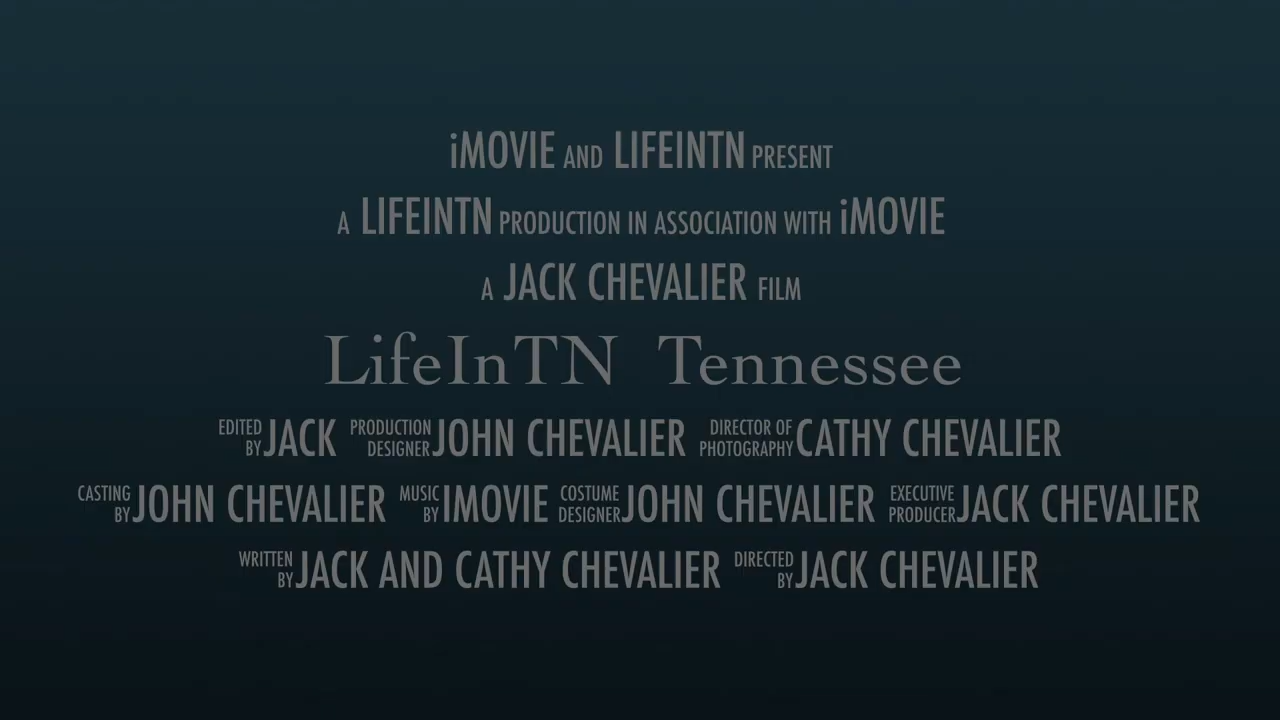 iMOVIE AND LIFEINTN PRESENT
A LIFEINTN PRODUCTION IN ASSOCIATION WITH iMOVIE
A JACK CHEVALIER FILM
LifeInTN Tennessee
EDITED BY JACK PRODUCTION DESIGNER JOHN CHEVALIER DIRECTOR OF PHOTOGRAPHY CATHY CHEVALIER
CASTING BY JOHN CHEVALIER MUSIC BY IMOVIE COSTUME DESIGNER JOHN CHEVALIER EXECUTIVE PRODUCER JACK CHEVALIER
WRITTEN BY JACK AND CATHY CHEVALIER DIRECTED BY JACK CHEVALIER